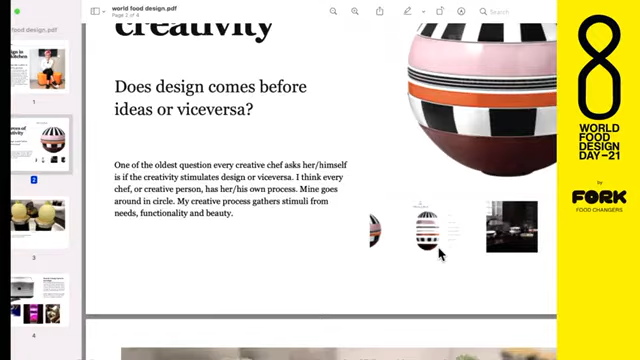 world food design.pdf
Page 2 of 4
Search
creativity
Does design comes before
ideas or viceversa?
One of the oldest question every creative chef asks her/himself
is if the creativity stimulates design or viceversa. I think every
chef, or creative person, has her/his own process. Mine goes
around in circle. My creative process gathers stimuli from
needs, functionality and beauty.
1
2
3
4
8
WORLD
FOOD
DESIGN
DAY–21
by
FORK
FOOD CHANGERS